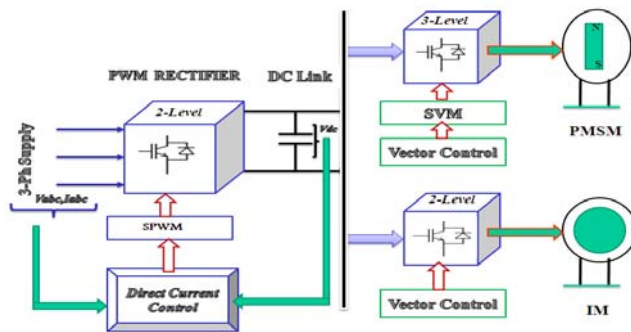 3-Level
PWM RECTIFIER
DC Link
2-Level
Vdc
N
S
SVM
PMSM
3-Ph Supply
Vabc,Iabc
Vector Control
SPWM
2-Level
Direct Current
Control
Vector Control
IM